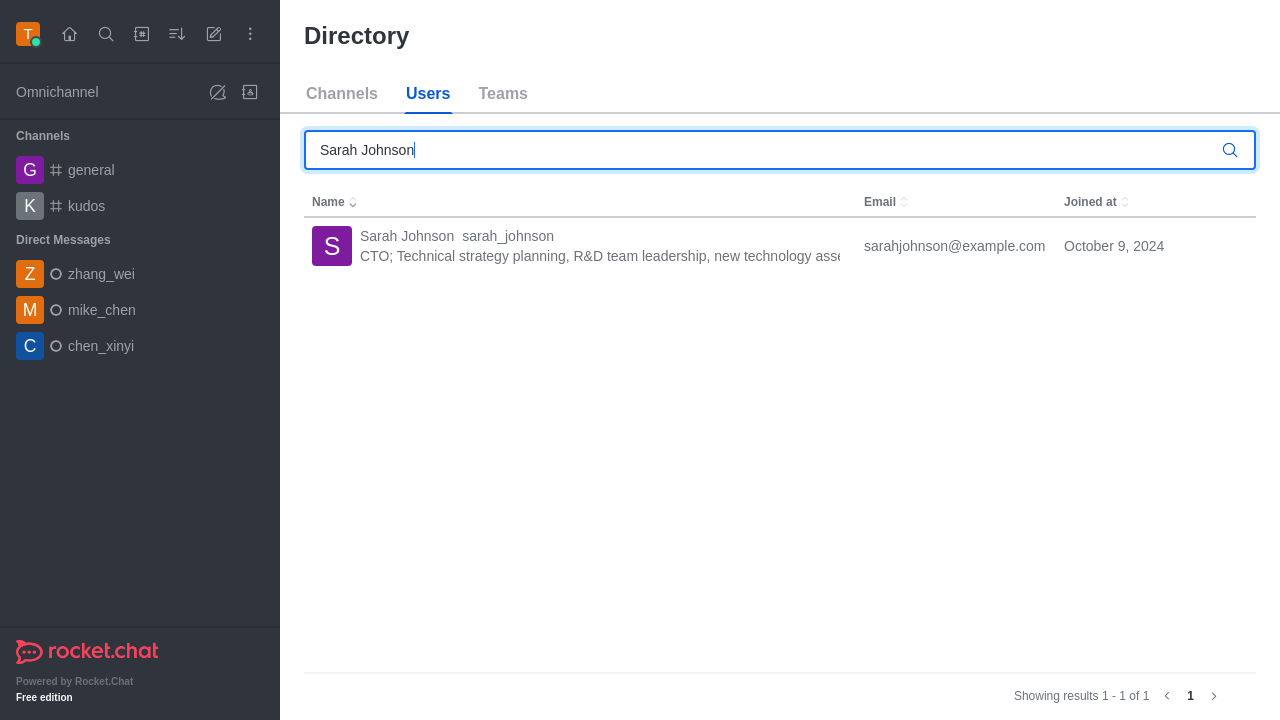 T
Directory
Omnichannel
Channels Users Teams
Channels
G general
K kudos
Direct Messages
Z zhang_wei
M mike_chen
C chen_xinyi
Sarah Johnson
Name Email Joined at
S
Sarah Johnson sarah_johnson
CTO; Technical strategy planning, R&D team leadership, new technology asse
sarahjohnson@example.com October 9, 2024
rocket.chat
Powered by Rocket.Chat
Free edition
Showing results 1 - 1 of 1 1